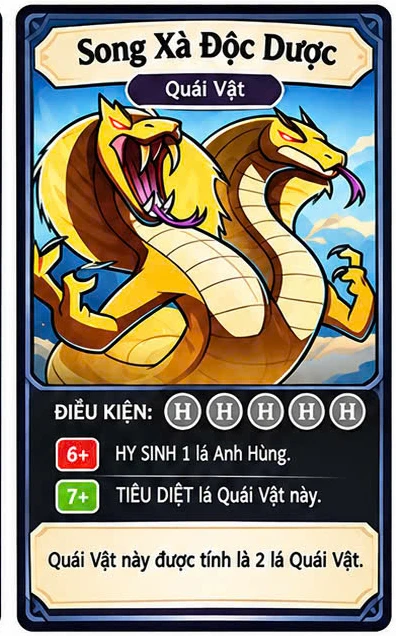 Song Xà Độc Dược
Quái Vật
ĐIỀU KIỆN: H H H H H
6+ HY SINH 1 lá Anh Hùng.
7+ TIÊU DIỆT lá Quái Vật này.
Quái Vật này được tính là 2 lá Quái Vật.